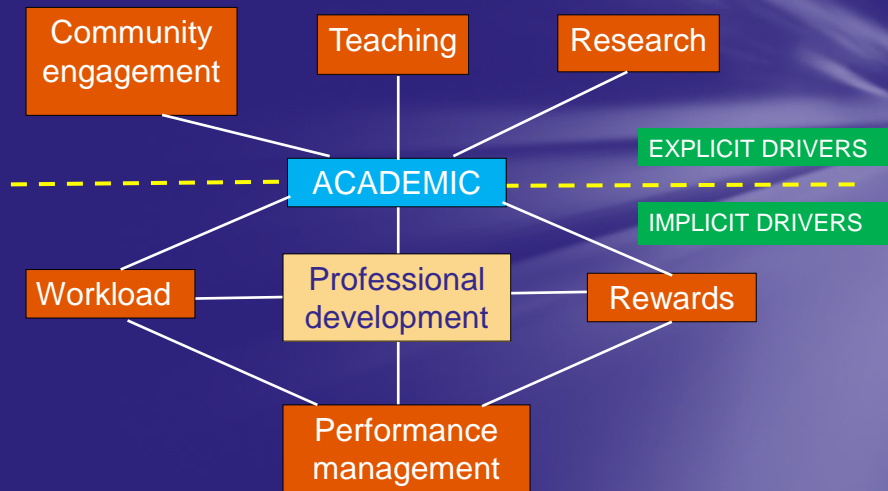 Community
engagement
Teaching
Research
EXPLICIT DRIVERS
ACADEMIC
IMPLICIT DRIVERS
Workload
Professional
development
Rewards
Performance
management